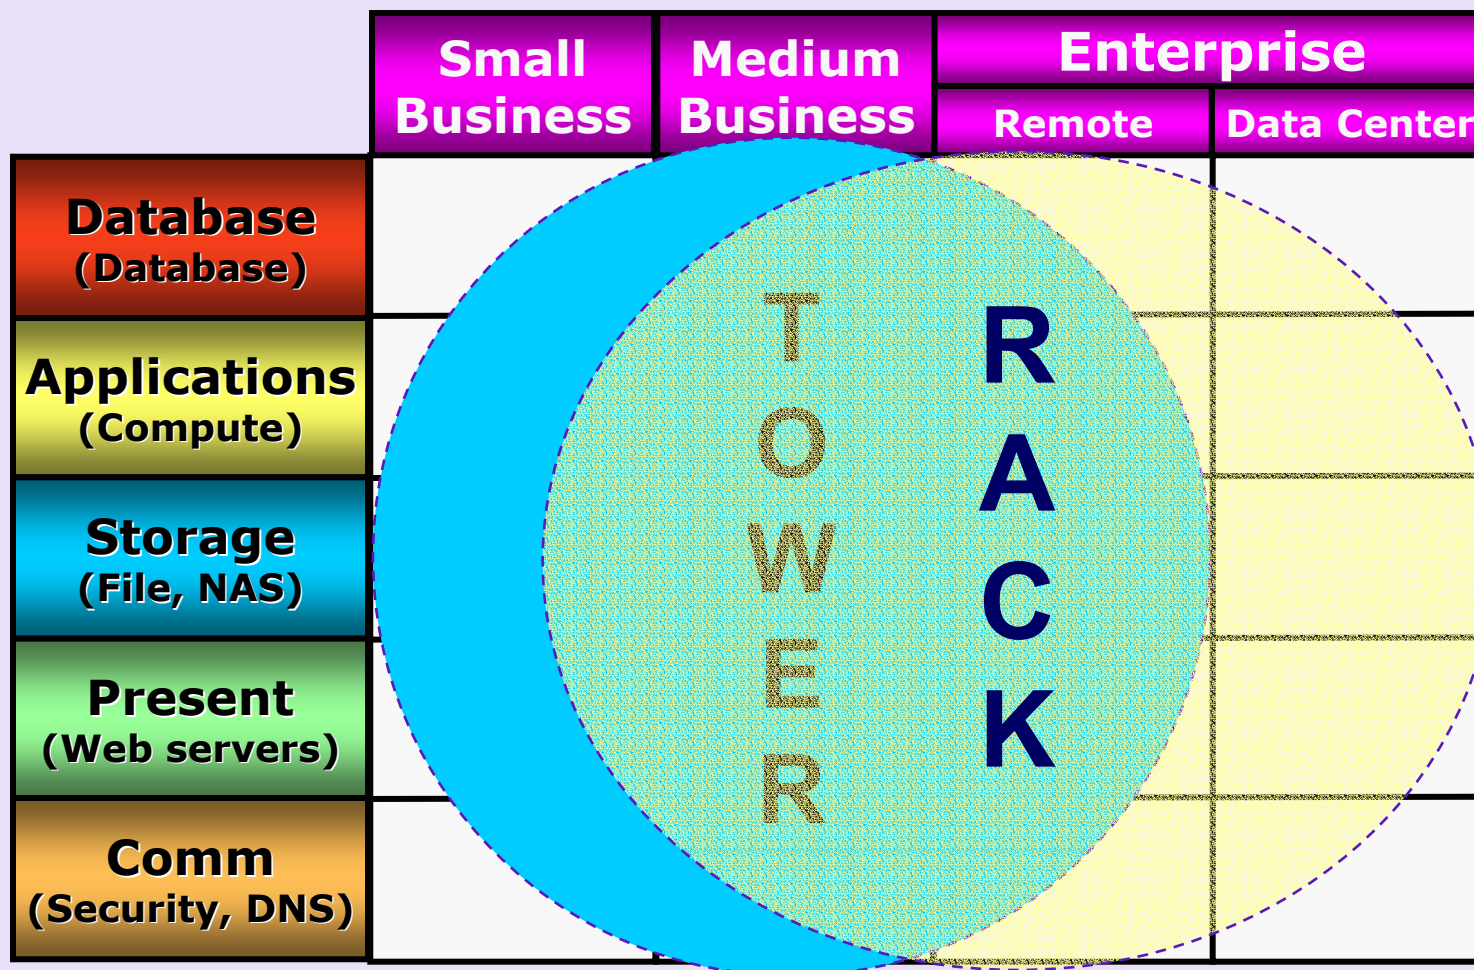 Small
Business
Medium
Business
Enterprise
Remote
Data Center
Database
(Database)
Applications
(Compute)
Storage
(File, NAS)
Present
(Web servers)
Comm
(Security, DNS)
TOWER
RACK